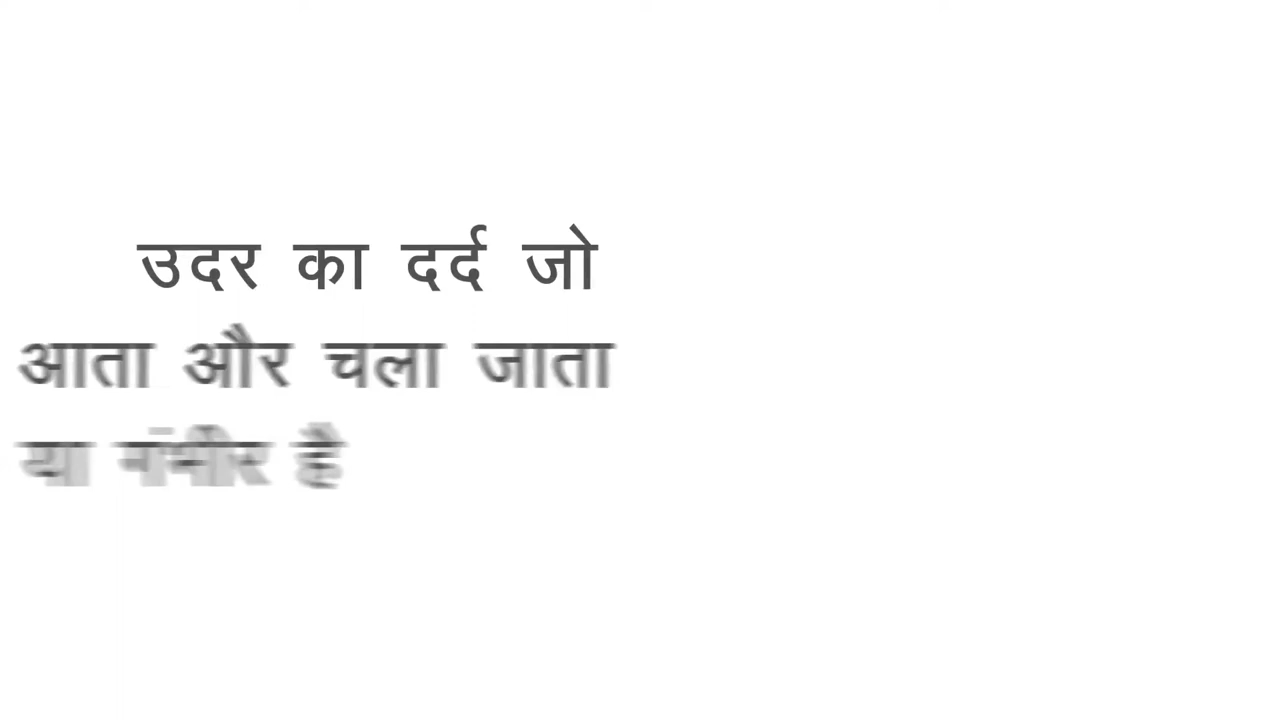 उदर का दर्द जो
आता और चला जाता
या गंभीर है